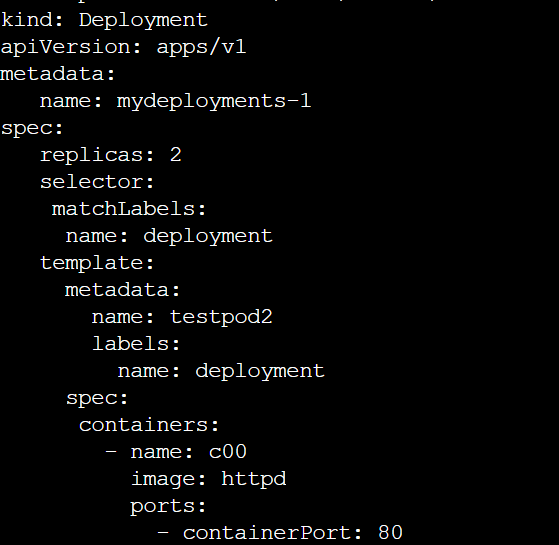 kind: Deployment
apiVersion: apps/v1
metadata:
   name: mydeployments-1
spec:
   replicas: 2
   selector:
    matchLabels:
     name: deployment
   template:
     metadata:
       name: testpod2
       labels:
         name: deployment
     spec:
      containers:
        - name: c00
          image: httpd
          ports:
            - containerPort: 80